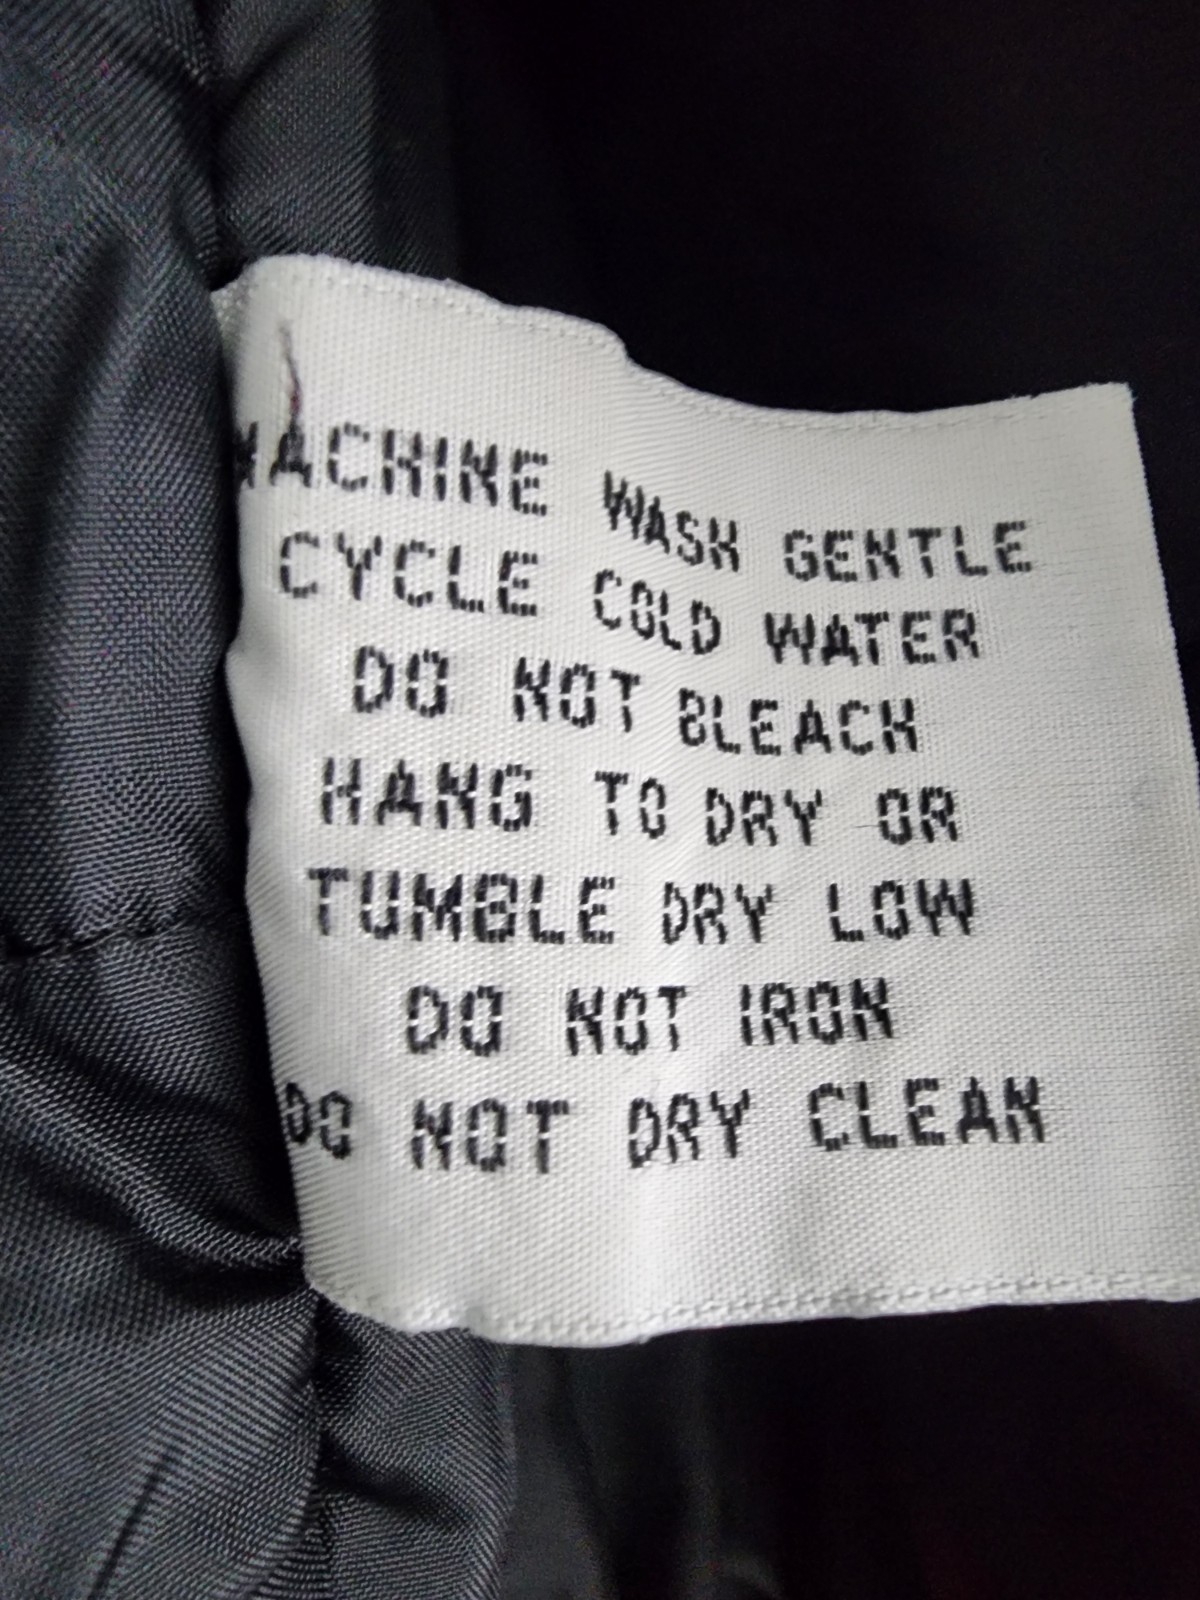 MACHINE WASH GENTLE
CYCLE COLD WATER
DO NOT BLEACH
HANG TO DRY OR
TUMBLE DRY LOW
DO NOT IRON
DO NOT DRY CLEAN